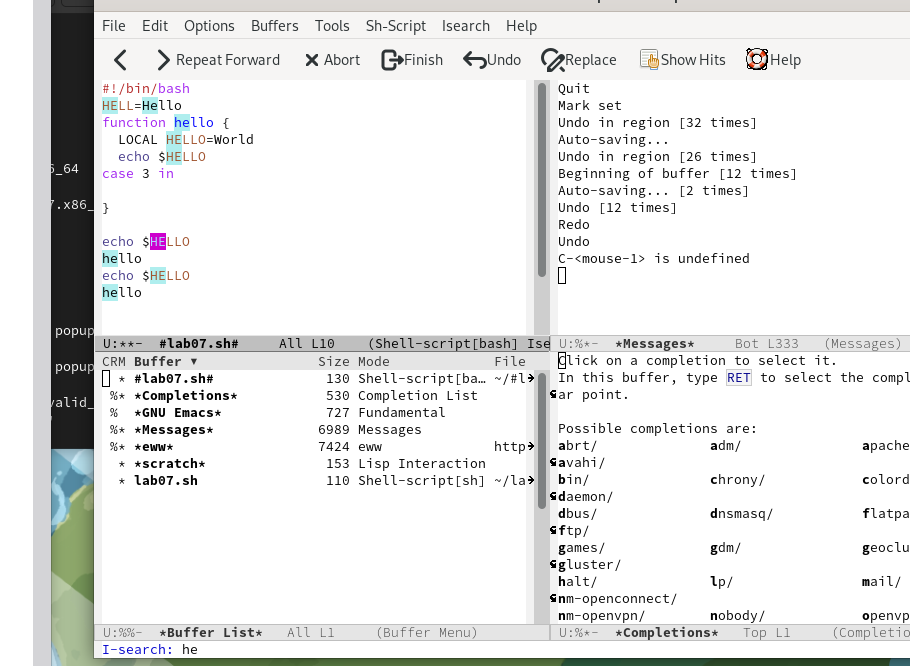 File Edit Options Buffers Tools Sh-Script Isearch Help
Repeat Forward Abort Finish Undo Replace Show Hits Help
6_64
7.x86_
popup
popup
valid_
#!/bin/bash
HELL=Hello
function hello {
LOCAL HELLO=World
echo $HELLO
case 3 in
}
echo $HELLO
hello
echo $HELLO
hello
U:**- #lab07.sh# All L10 (Shell-script[bash] Ise
Quit
Mark set
Undo in region [32 times]
Auto-saving...
Undo in region [26 times]
Beginning of buffer [12 times]
Auto-saving... [2 times]
Undo [12 times]
Redo
Undo
C-<mouse-1> is undefined
U:%*- *Messages* Bot L333 (Messages)
CRM Buffer ▼ Size Mode File
* #lab07.sh# 130 Shell-script[ba… ~/#l
%* *Completions* 530 Completion List
% *GNU Emacs* 727 Fundamental
%* *Messages* 6989 Messages
%* *eww* 7424 eww http
* *scratch* 153 Lisp Interaction
* lab07.sh 110 Shell-script[sh] ~/la
U:%%- *Buffer List* All L1 (Buffer Menu)
Click on a completion to select it.
In this buffer, type RET to select the compl
ar point.
Possible completions are:
abrt/ adm/ apache
avahi/
bin/ chrony/ colord
daemon/
dbus/ dnsmasq/ flatpa
ftp/
games/ gdm/ geoclu
gluster/
halt/ lp/ mail/
nm-openconnect/
nm-openvpn/ nobody/ openvp
U:%*- *Completions* Top L1 (Completio
I-search: he